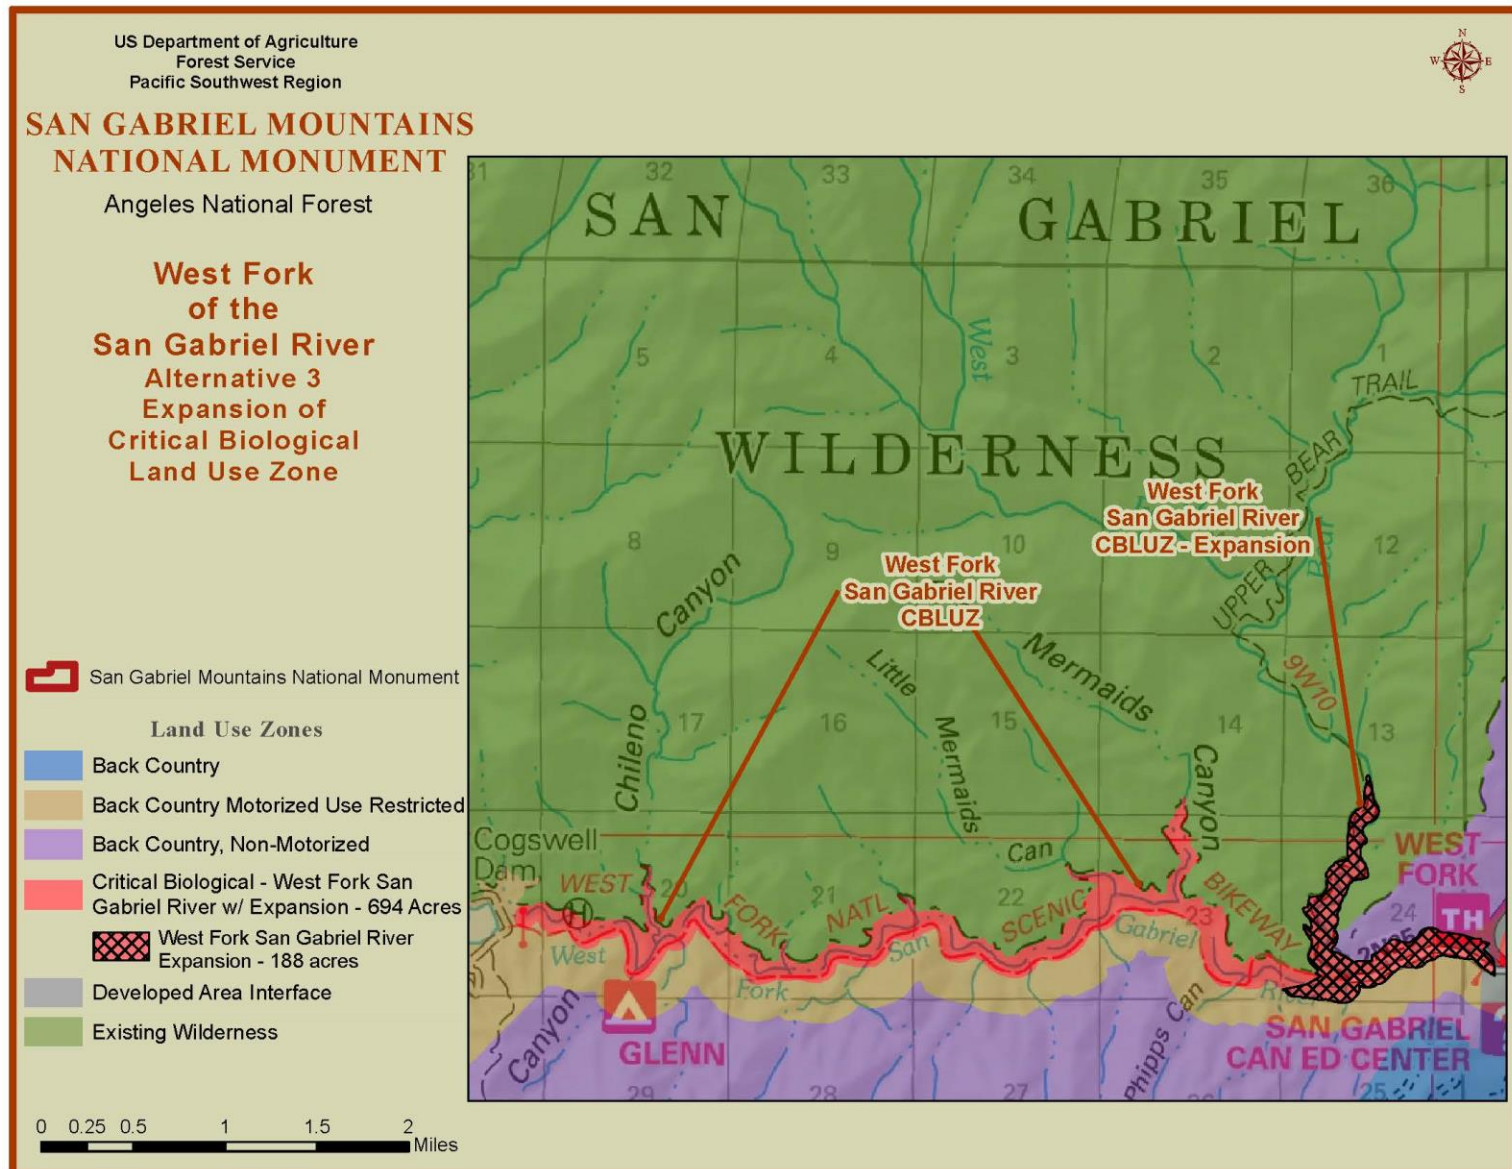 US Department of Agriculture
Forest Service
Pacific Southwest Region
SAN GABRIEL MOUNTAINS
NATIONAL MONUMENT
Angeles National Forest
West Fork
of the
San Gabriel River
Alternative 3
Expansion of
Critical Biological
Land Use Zone
San Gabriel Mountains National Monument
Land Use Zones
Back Country
Back Country Motorized Use Restricted
Back Country, Non-Motorized
Critical Biological - West Fork San
Gabriel River w/ Expansion - 694 Acres
West Fork San Gabriel River
Expansion - 188 acres
Developed Area Interface
Existing Wilderness
0 0.25 0.5 1 1.5 2
Miles
N
W E
S
31 32 33 34 35 36
SAN GABRIEL
5 4 West 3 2 1
TRAIL
WILDERNESS
BEAR
West Fork
San Gabriel River
CBLUZ - Expansion
8 9 10 12
Bear
UPPER
West Fork
San Gabriel River
CBLUZ
Canyon
Chileno
Little
Mermaids
Can
Mermaids
Canyon
9W10
17 16 15 14 13
Cogswell
Dam
WEST FORK NATL SCENIC BIKEWAY
H
20 21 22 23 24
West Fork San Gabriel River
WEST
FORK
TH
2N25
Canyon
GLENN
Phipps Can
SAN GABRIEL
CAN ED CENTER
29 28 27 26 25